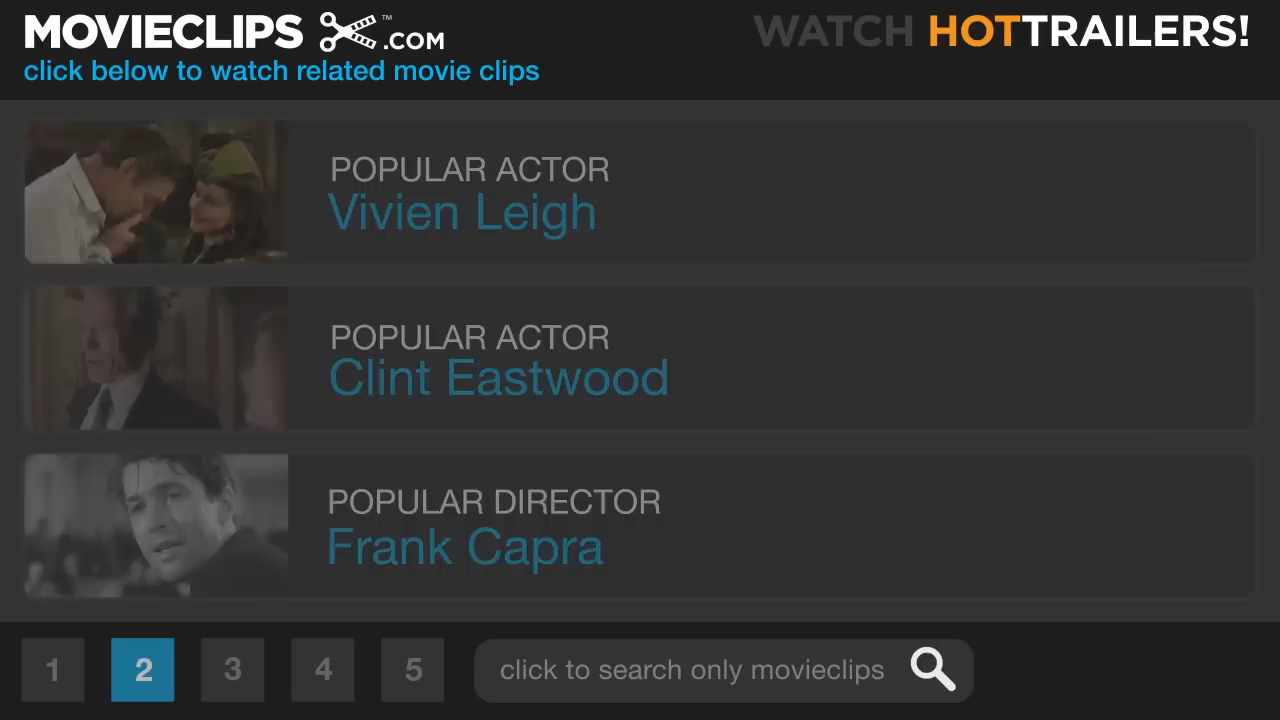 MOVIECLIPS ™ .COM
WATCH HOTTRAILERS!
click below to watch related movie clips
POPULAR ACTOR
Vivien Leigh
POPULAR ACTOR
Clint Eastwood
POPULAR DIRECTOR
Frank Capra
1 2 3 4 5 click to search only movieclips